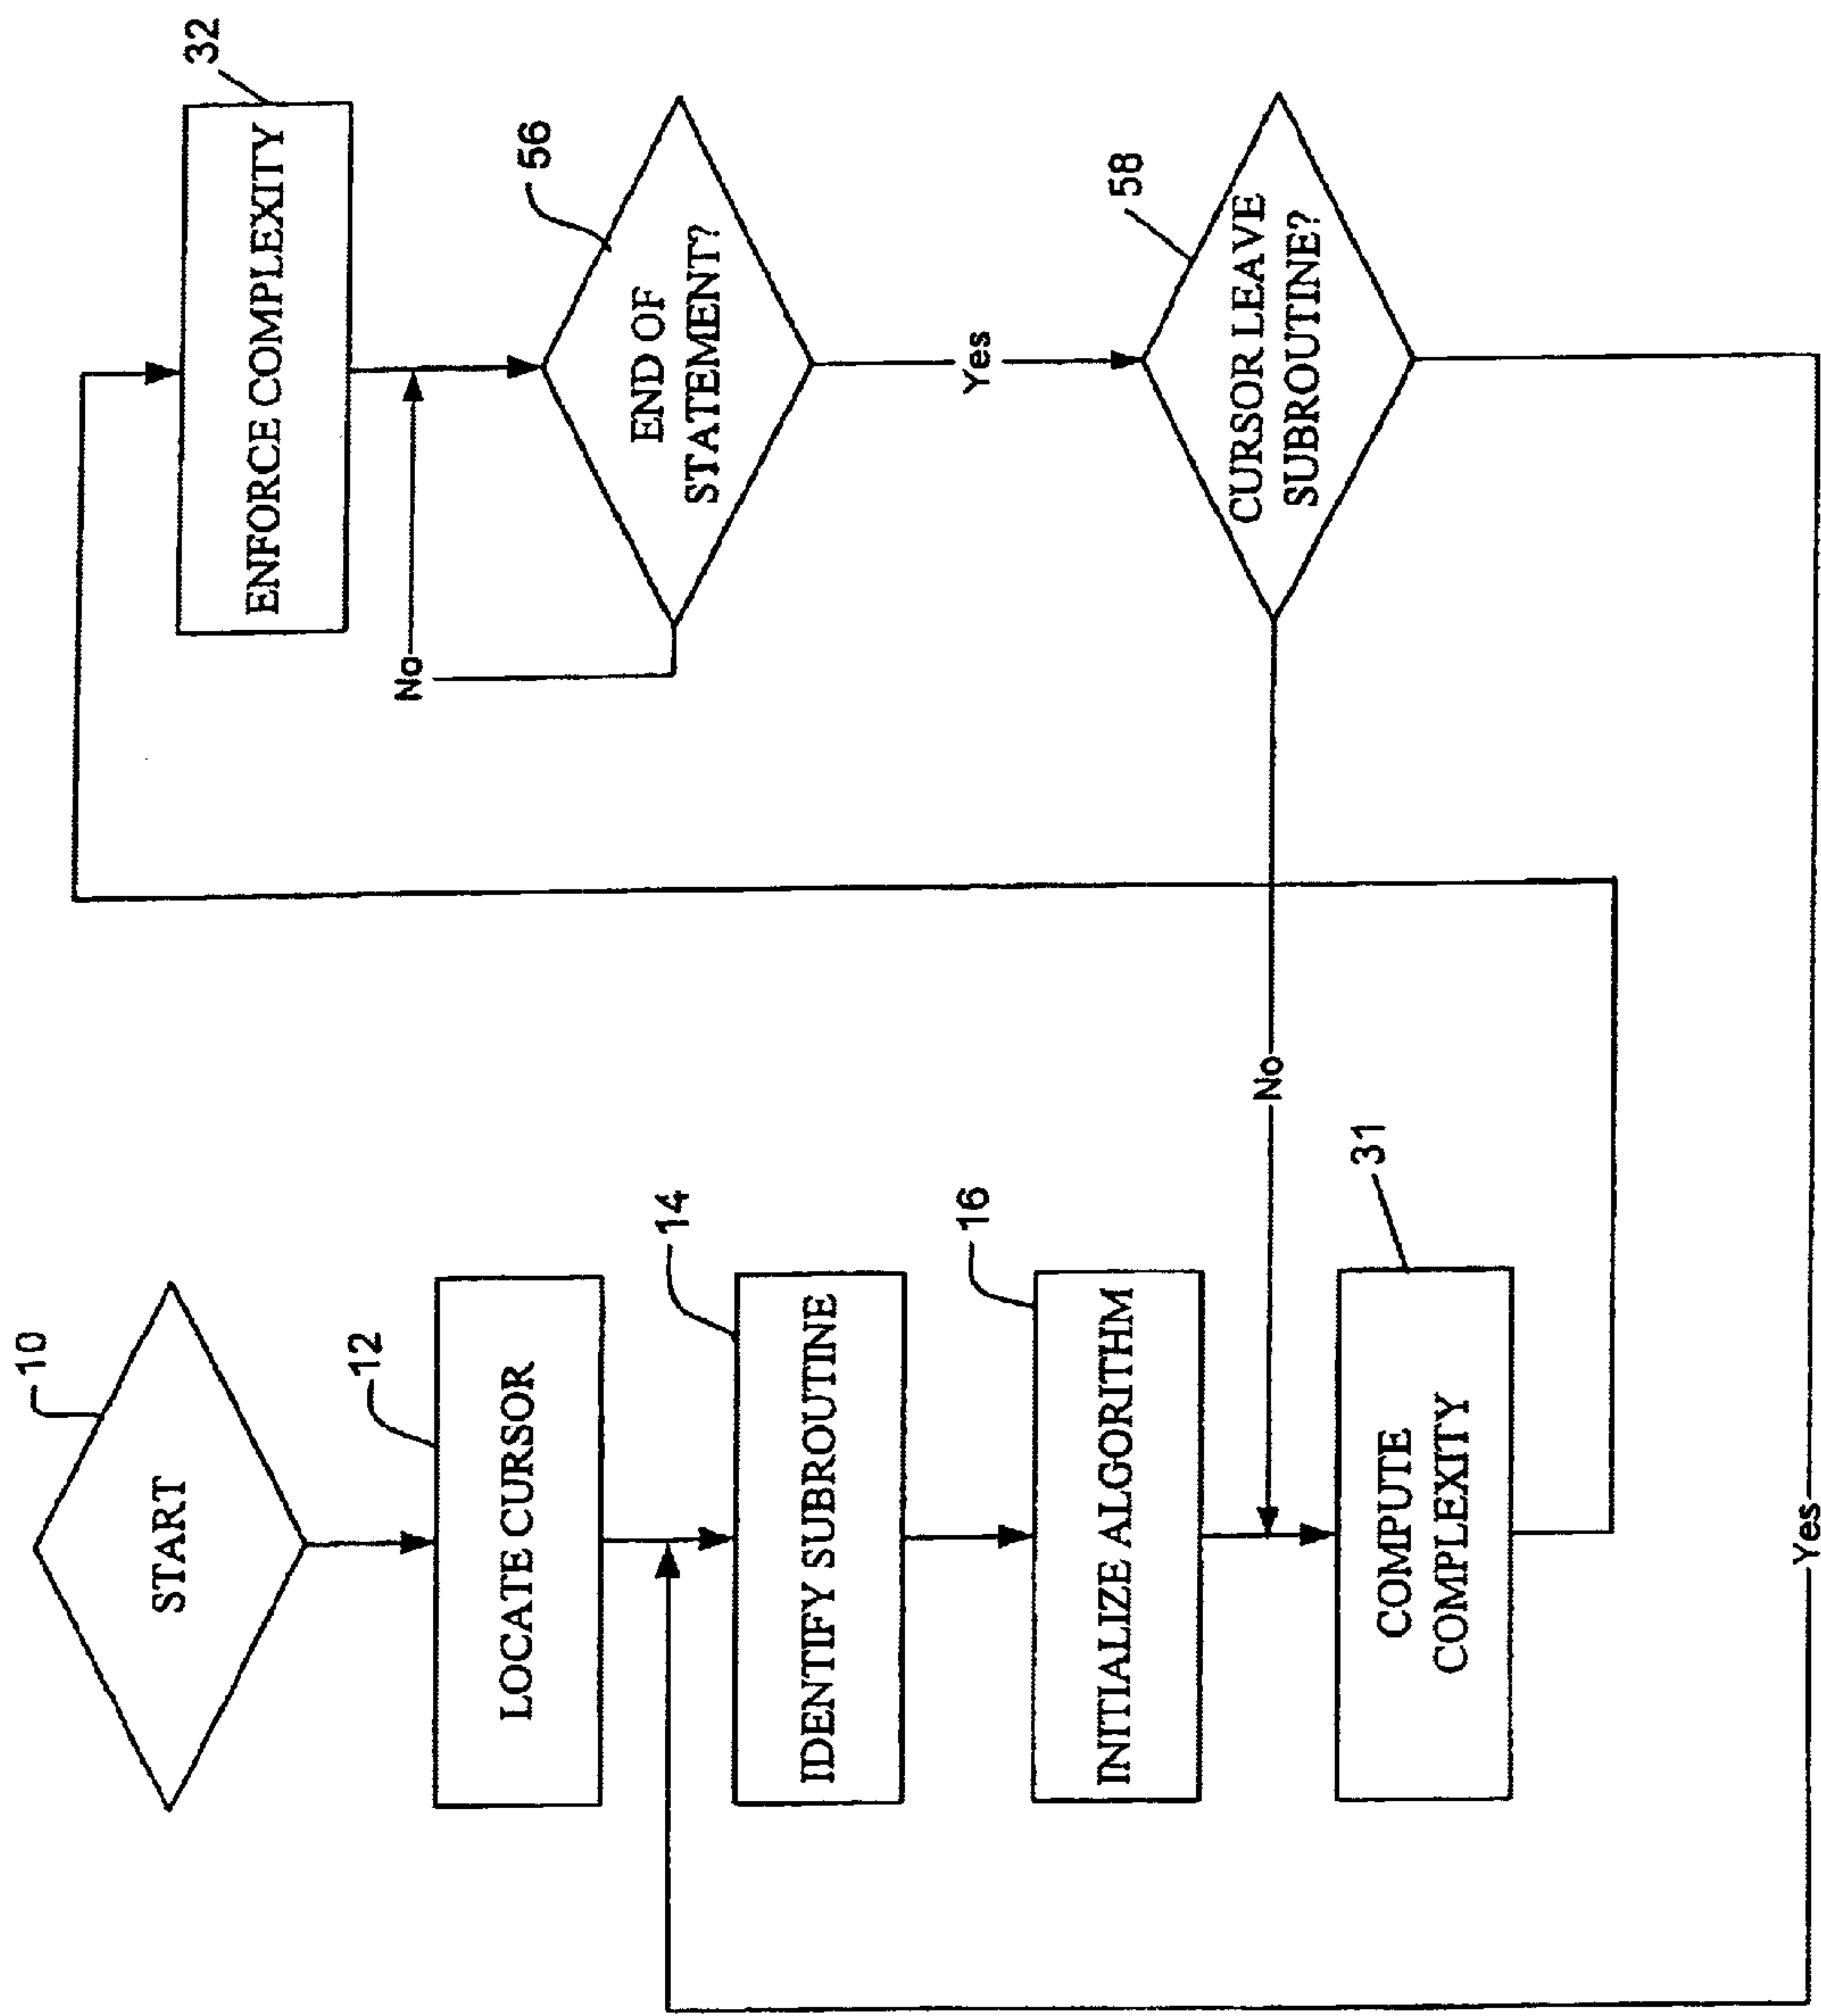 10
START
12
LOCATE CURSOR
14
IDENTIFY SUBROUTINE
16
INITIALIZE ALGORITHM
No
31
COMPUTE
COMPLEXITY
Yes
32
ENFORCE COMPLEXITY
No
56
END OF
STATEMENT?
Yes
58
CURSOR LEAVE
SUBROUTINE?